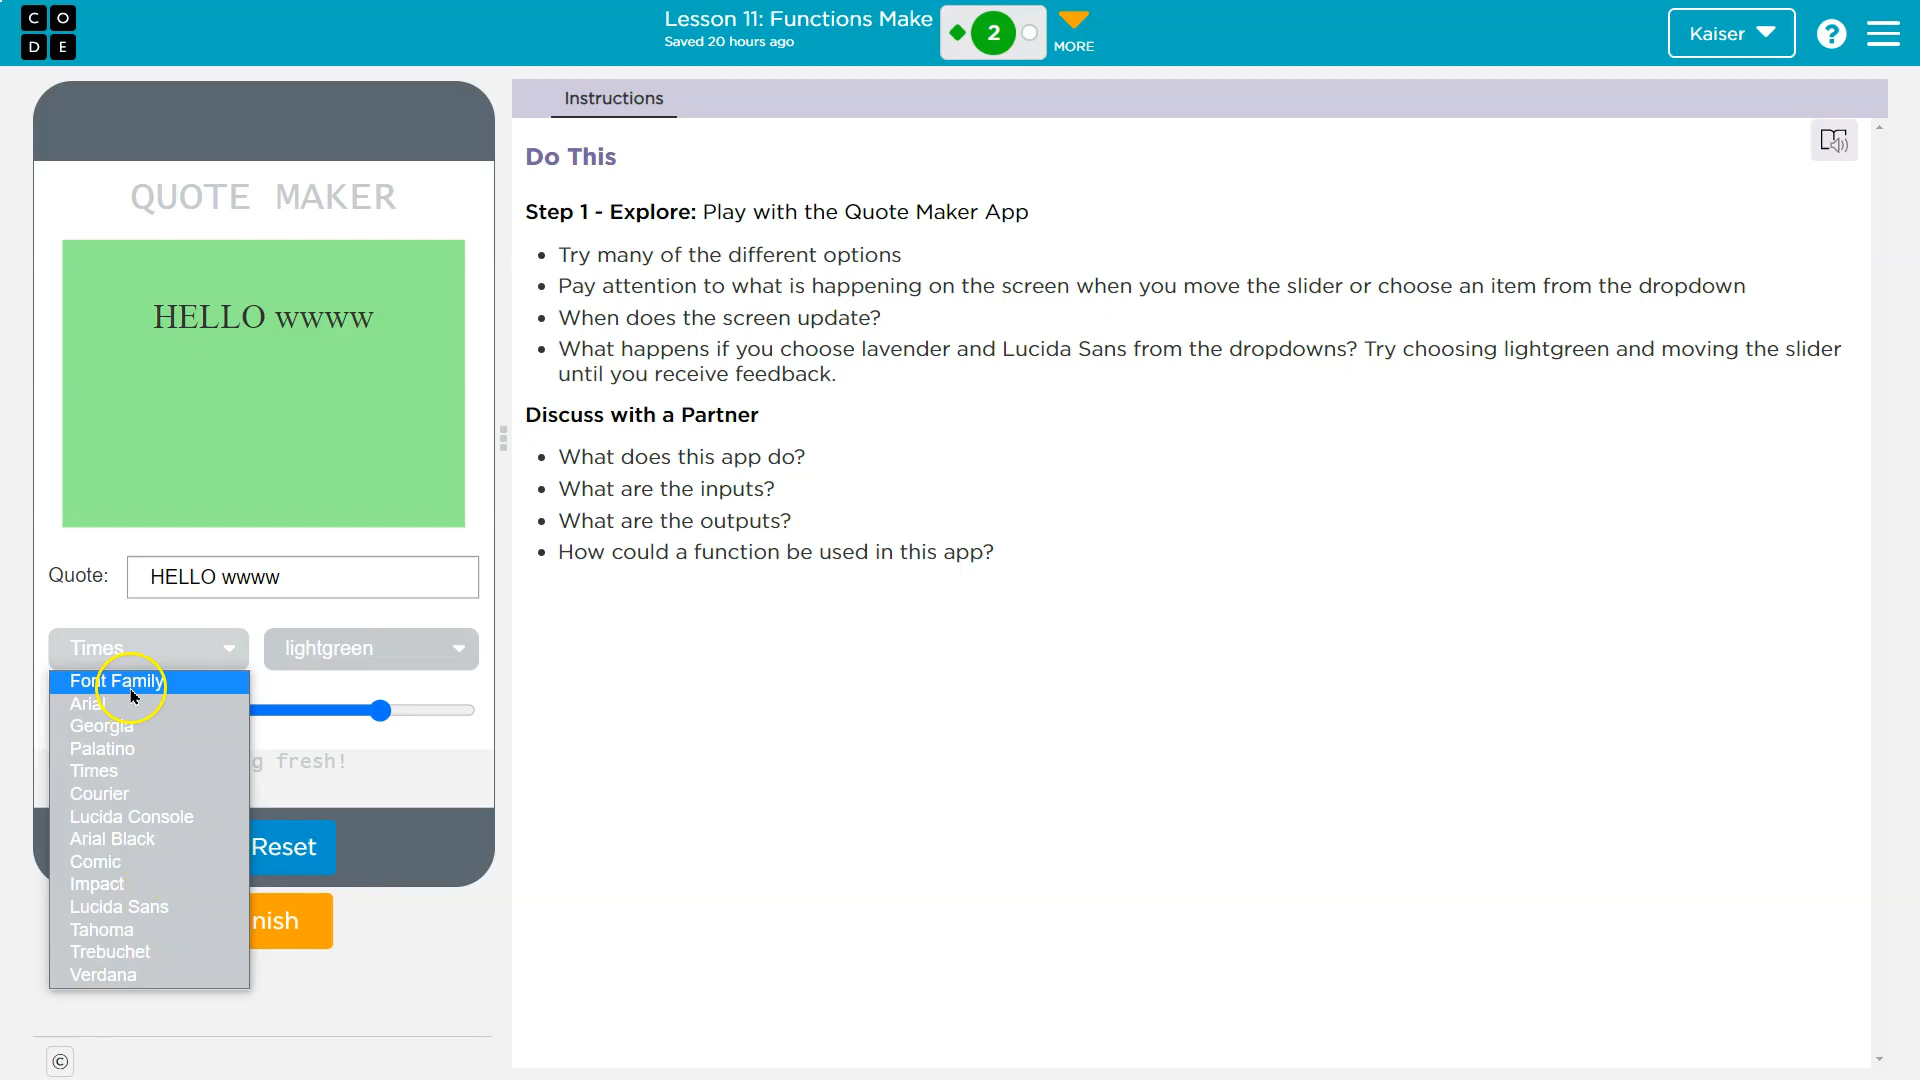 C O
D E
Lesson 11: Functions Make
Saved 20 hours ago
2
MORE
Kaiser
?
Instructions
QUOTE MAKER
HELLO wwww
Quote:
HELLO wwww
Times
lightgreen
Font Family
Arial
Georgia
Palatino
Times
Courier
Lucida Console
Arial Black
Comic
Impact
Lucida Sans
Tahoma
Trebuchet
Verdana
g fresh!
Reset
nish
©
Do This
Step 1 - Explore: Play with the Quote Maker App
• Try many of the different options
• Pay attention to what is happening on the screen when you move the slider or choose an item from the dropdown
• When does the screen update?
• What happens if you choose lavender and Lucida Sans from the dropdowns? Try choosing lightgreen and moving the slider
until you receive feedback.
Discuss with a Partner
• What does this app do?
• What are the inputs?
• What are the outputs?
• How could a function be used in this app?